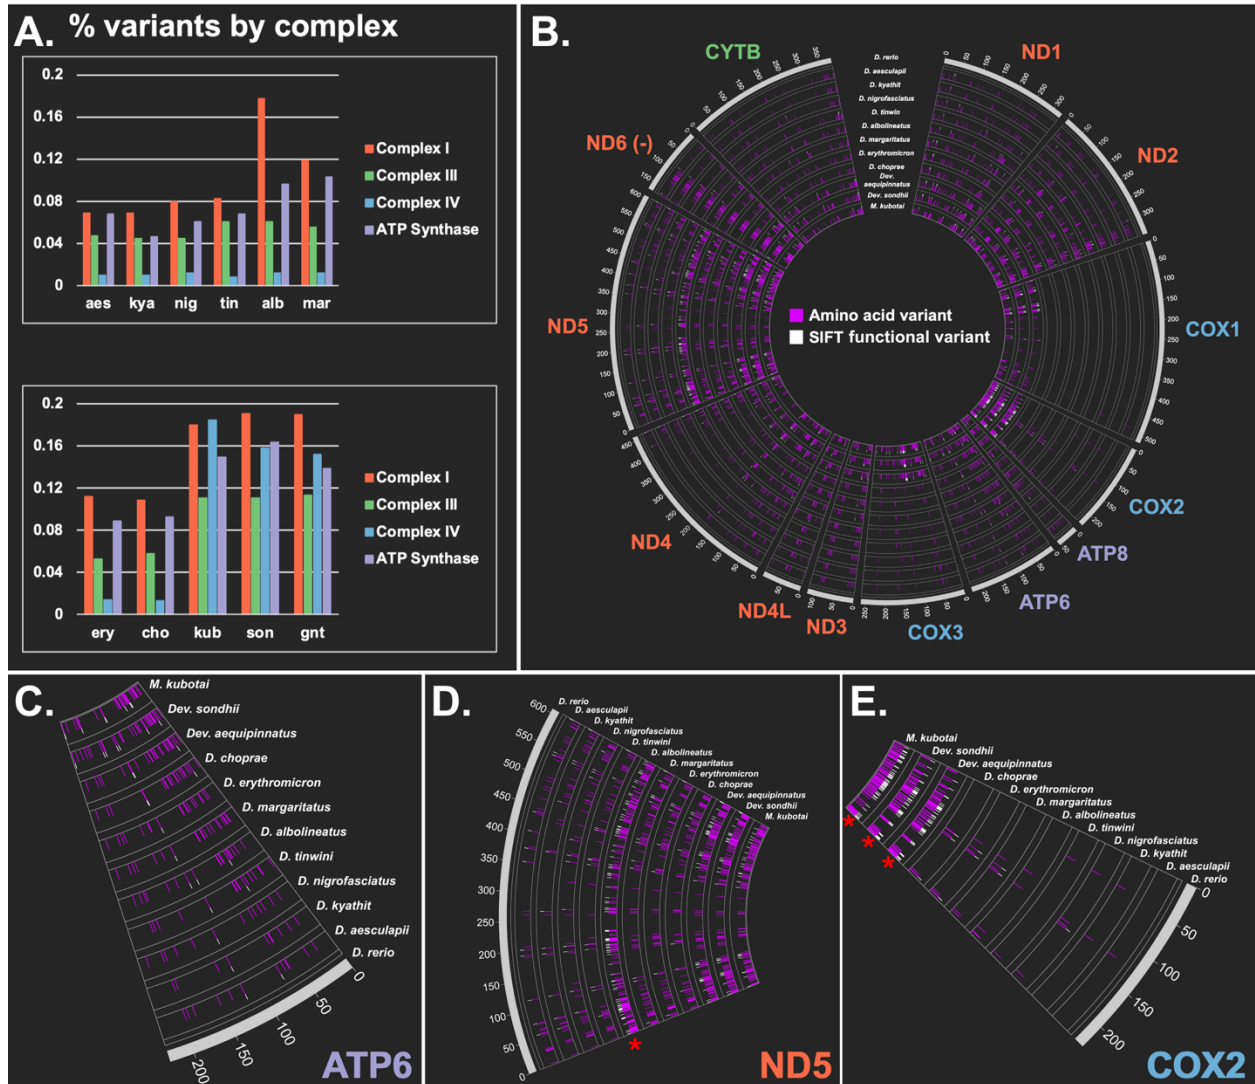 A. % variants by complex
0.2
0.16
0.12
0.08
0.04
0
aes kya nig tin alb mar
Complex I
Complex III
Complex IV
ATP Synthase
0.2
0.16
0.12
0.08
0.04
0
ery cho kub son gnt
Complex I
Complex III
Complex IV
ATP Synthase
B.
CYTB
ND1
ND2
COX1
COX2
ATP8
ATP6
COX3
ND3
ND4L
ND4
ND5
ND6 (-)
D. rerio
D. aesculapii
D. kyathit
D. nigrofasciatus
D. tinwin
D. albolineatus
D. margaritatus
D. erythromicron
D. choprae
Dev. aequipinnatus
Dev. sondhii
M. kubotai
Amino acid variant
SIFT functional variant
C.
M. kubotai
Dev. sondhii
Dev. aequipinnatus
D. choprae
D. erythromicron
D. margaritatus
D. albolineatus
D. tinwini
D. nigrofasciatus
D. kyathit
D. aesculapii
D. rerio
0
50
100
150
200
ATP6
D.
D. rerio
D. aesculapii
D. kyathit
D. nigrofasciatus
D. tinwini
D. albolineatus
D. margaritatus
D. erythromicron
D. choprae
Dev. aequipinnatus
Dev. sondhii
M. kubotai
600
550
500
450
400
350
300
250
200
150
100
50
0
*
ND5
E.
M. kubotai
Dev. sondhii
Dev. aequipinnatus
D. choprae
D. erythromicron
D. margaritatus
D. albolineatus
D. tinwini
D. nigrofasciatus
D. kyathit
D. aesculapii
D. rerio
0
50
100
150
200
*
*
*
COX2